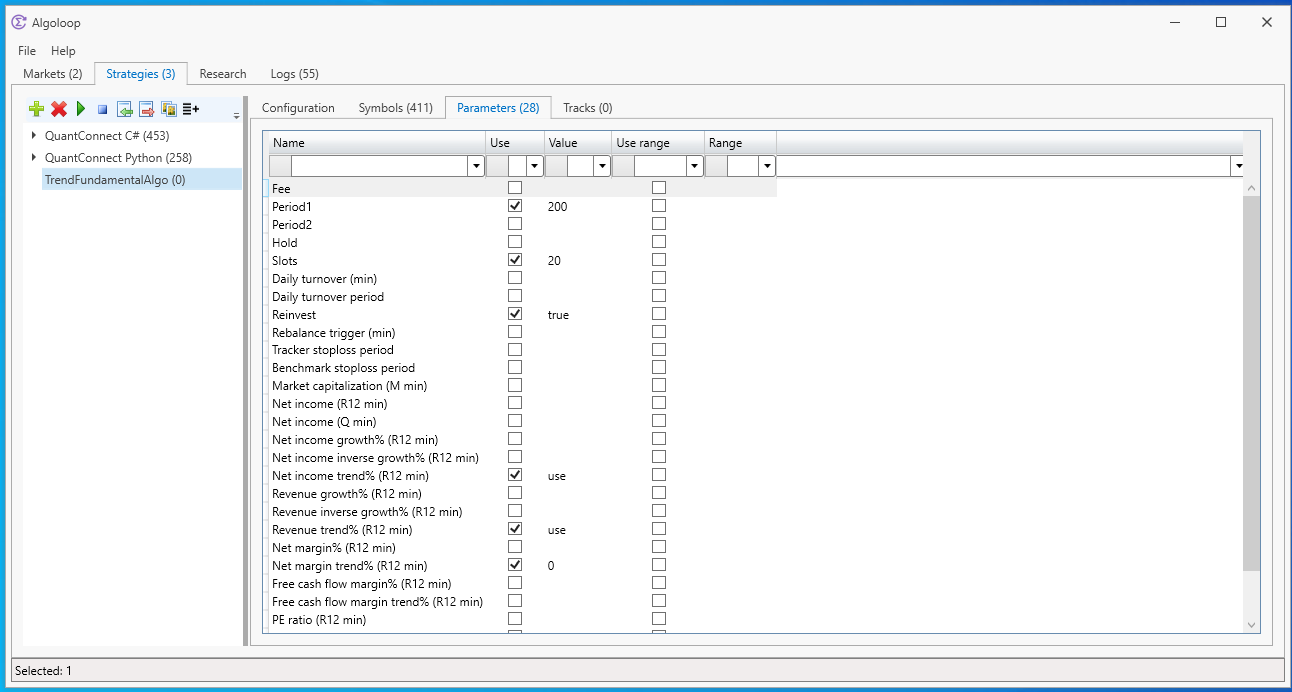 Algoloop
File Help
Markets (2) Strategies (3) Research Logs (55)
Configuration Symbols (411) Parameters (28) Tracks (0)
QuantConnect C# (453)
QuantConnect Python (258)
TrendFundamentalAlgo (0)
Name Use Value Use range Range
Fee
Period1 200
Period2
Hold
Slots 20
Daily turnover (min)
Daily turnover period
Reinvest true
Rebalance trigger (min)
Tracker stoploss period
Benchmark stoploss period
Market capitalization (M min)
Net income (R12 min)
Net income (Q min)
Net income growth% (R12 min)
Net income inverse growth% (R12 min)
Net income trend% (R12 min) use
Revenue growth% (R12 min)
Revenue inverse growth% (R12 min)
Revenue trend% (R12 min) use
Net margin% (R12 min)
Net margin trend% (R12 min) 0
Free cash flow margin% (R12 min)
Free cash flow margin trend% (R12 min)
PE ratio (R12 min)
Selected: 1